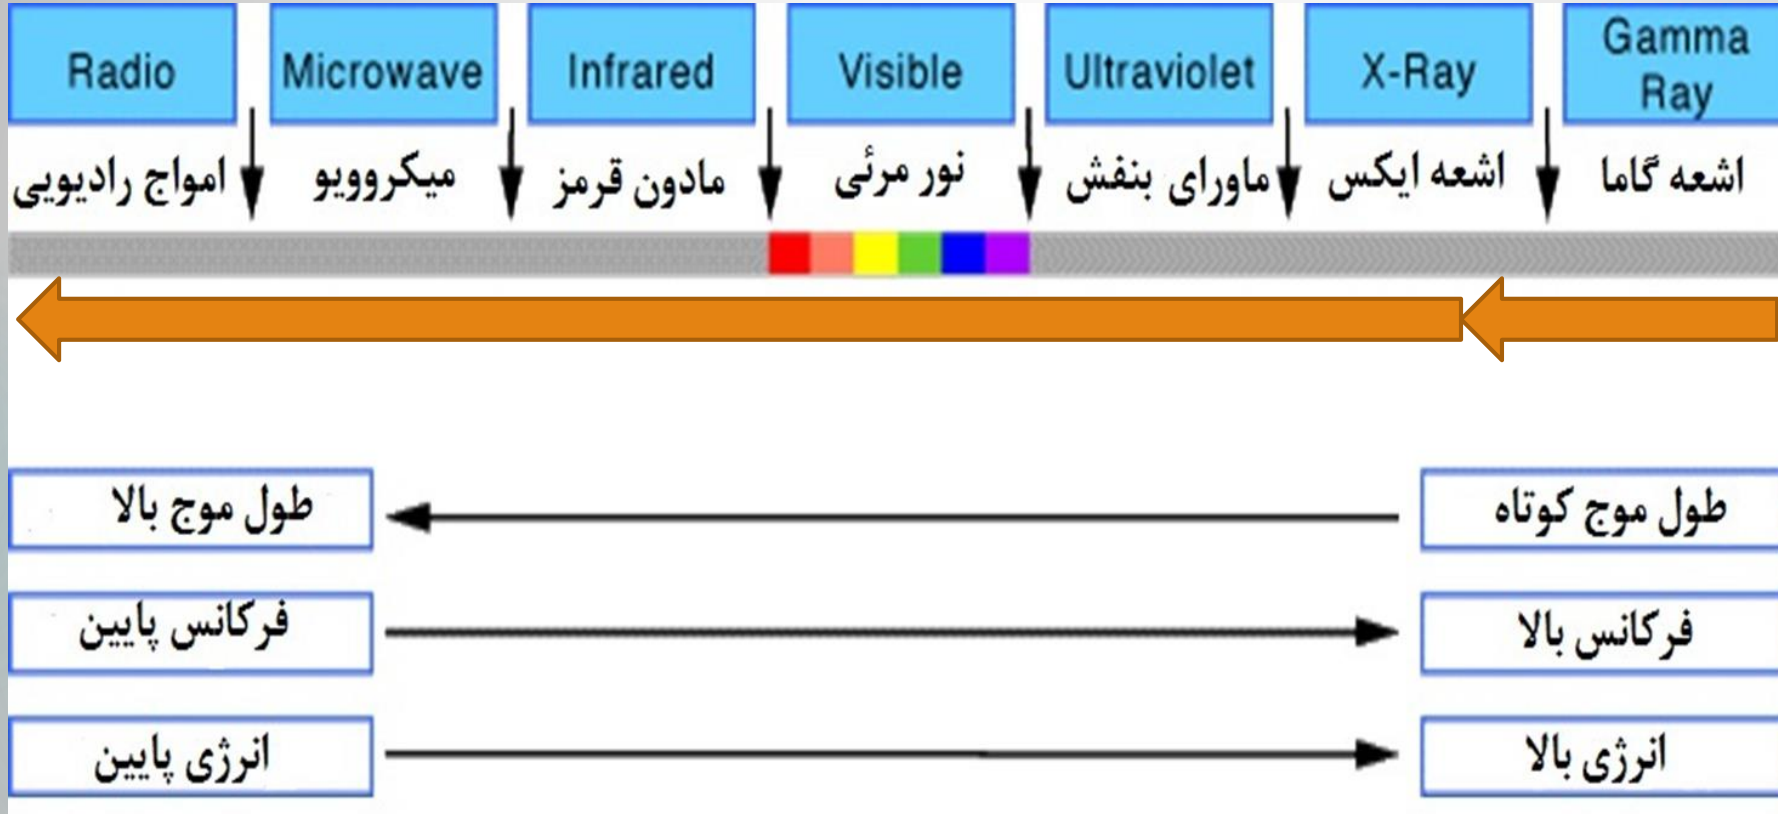 Radio
Microwave
Infrared
Visible
Ultraviolet
X-Ray
Gamma
Ray
امواج رادیویی
میکروویو
مادون قرمز
نور مرئی
ماورای بنفش
اشعه ایکس
اشعه گاما
طول موج بالا
طول موج کوتاه
فرکانس پایین
فرکانس بالا
انرژی پایین
انرژی بالا